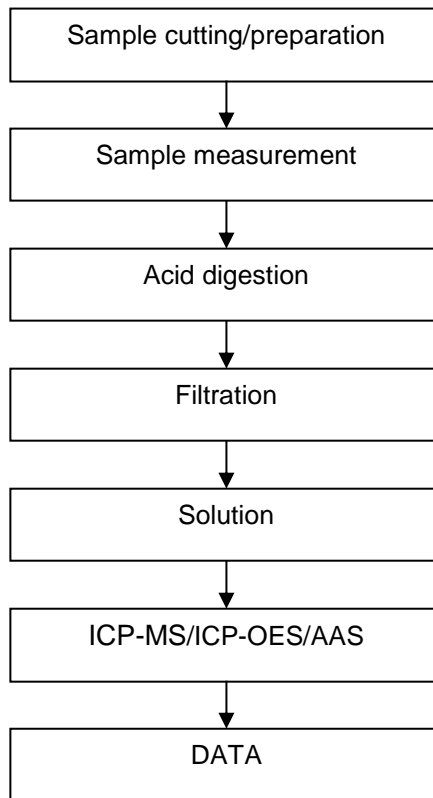 Sample cutting/preparation
Sample measurement
Acid digestion
Filtration
Solution
ICP-MS/ICP-OES/AAS
DATA